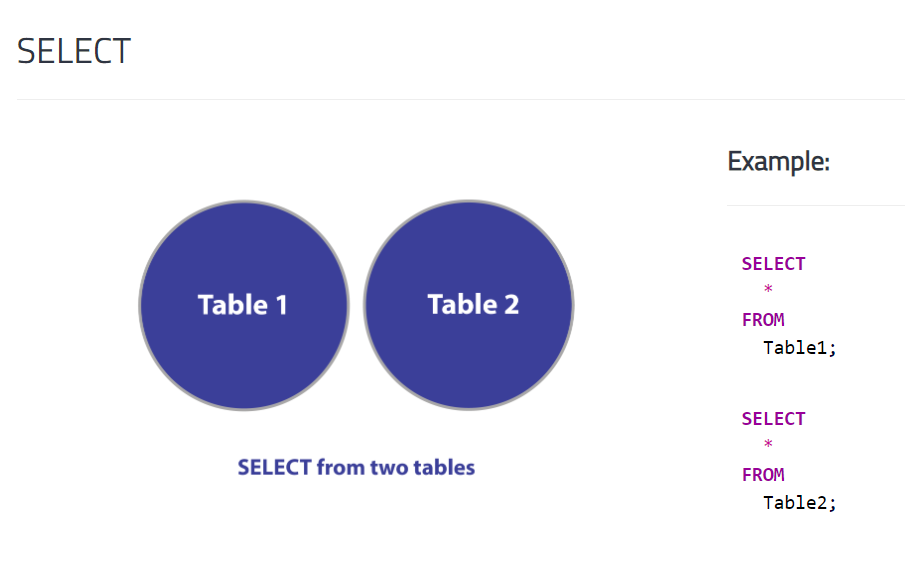 SELECT
Table 1
Table 2
SELECT from two tables
Example:
SELECT
*
FROM
Table1;
SELECT
*
FROM
Table2;